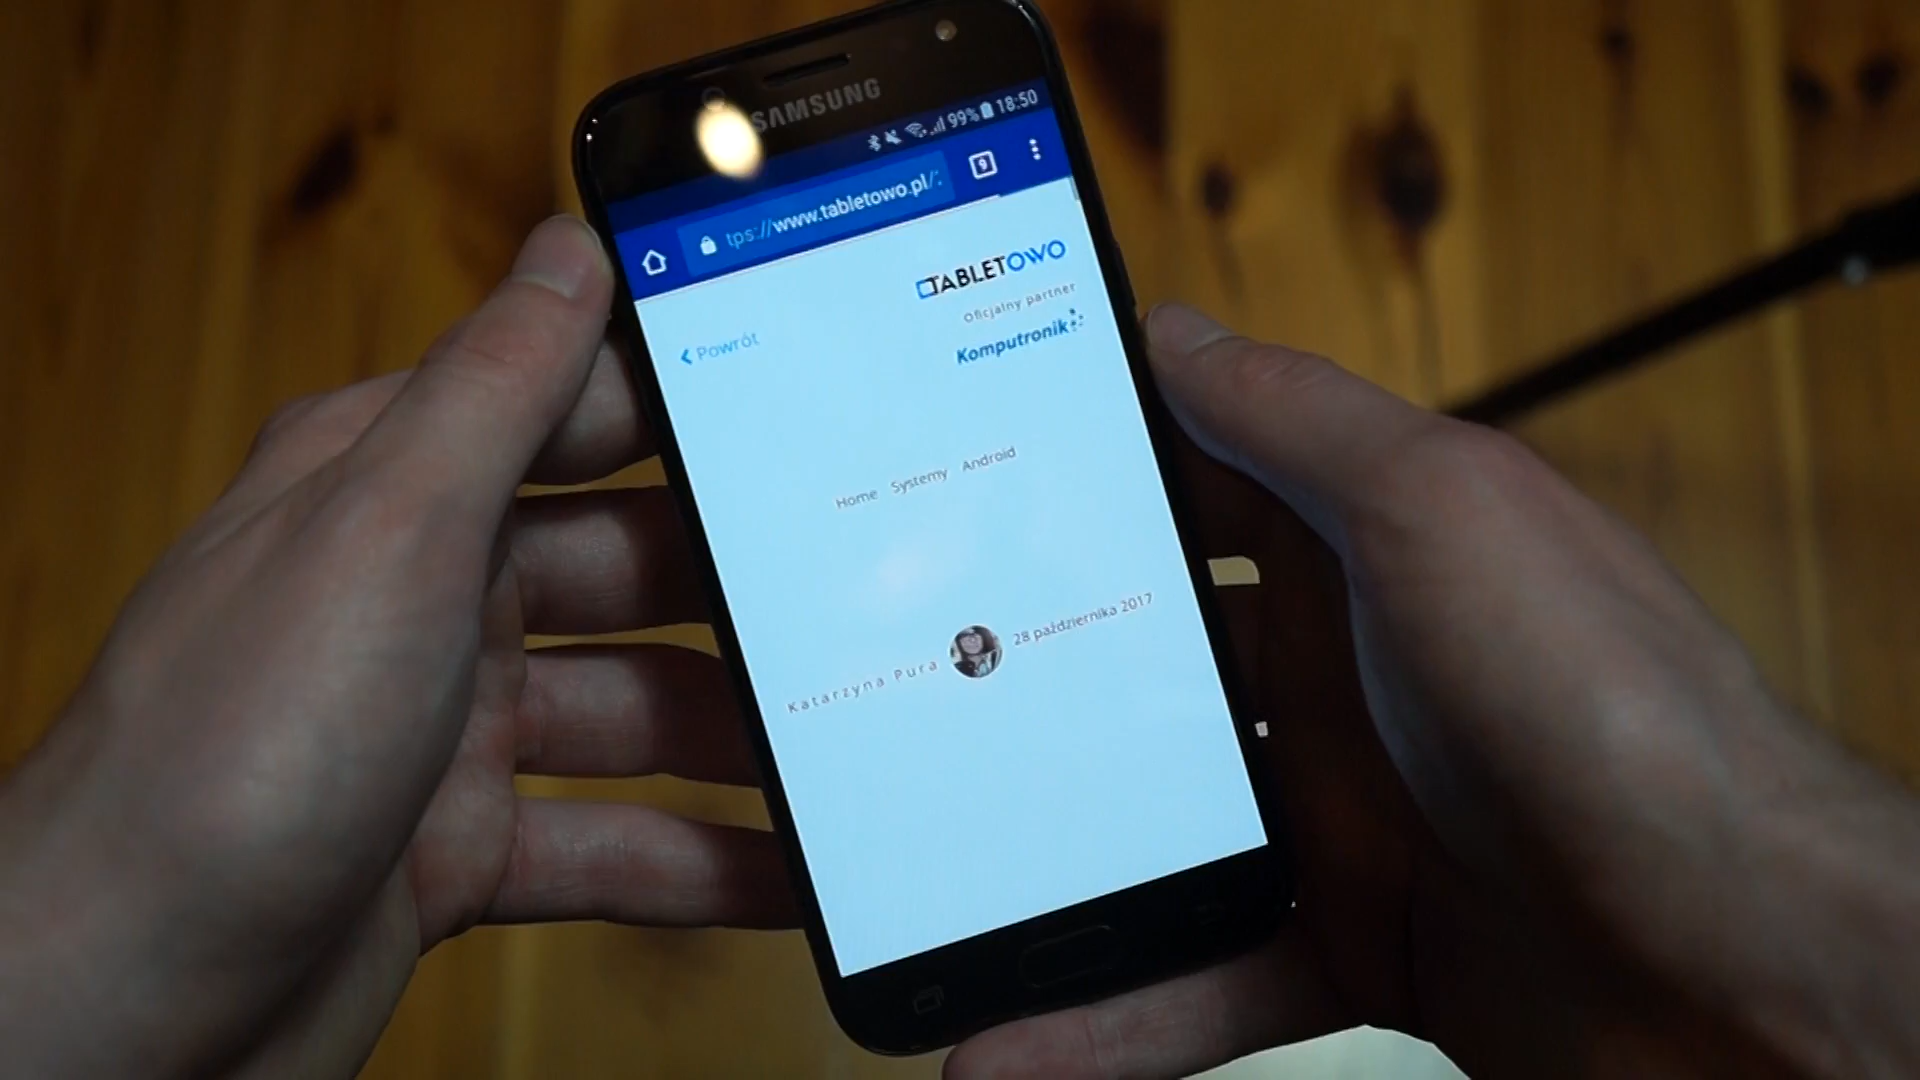 SAMSUNG
99% 18:50
tps://www.tabletowo.pl/
9
TABLETOWO
Oficjalny partner
Komputronik
Powrót
Home Systemy Android
Katarzyna Pura 28 października 2017